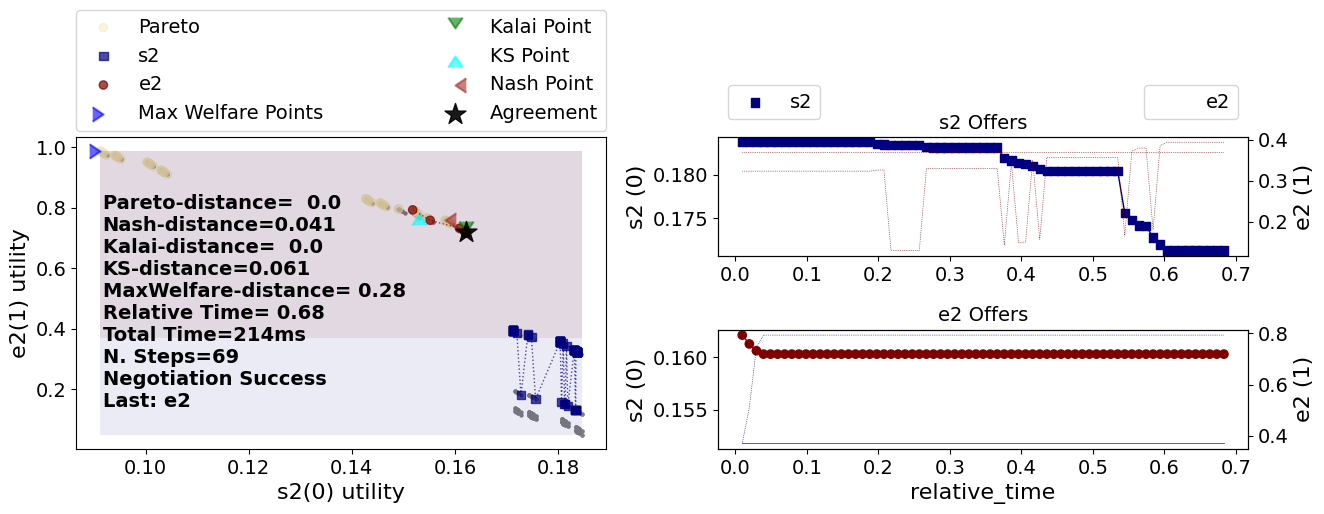 Pareto
s2
e2
Max Welfare Points
Kalai Point
KS Point
Nash Point
Agreement
1.0
0.8
0.6
0.4
0.2
e2(1) utility
Pareto-distance= 0.0
Nash-distance=0.041
Kalai-distance= 0.0
KS-distance=0.061
MaxWelfare-distance= 0.28
Relative Time= 0.68
Total Time=214ms
N. Steps=69
Negotiation Success
Last: e2
0.10 0.12 0.14 0.16 0.18
s2(0) utility
s2
e2
s2 Offers
0.180
0.175
s2 (0)
0.4
0.3
0.2
e2 (1)
0.0 0.1 0.2 0.3 0.4 0.5 0.6 0.7
e2 Offers
0.160
0.155
s2 (0)
0.8
0.6
0.4
e2 (1)
0.0 0.1 0.2 0.3 0.4 0.5 0.6 0.7
relative_time